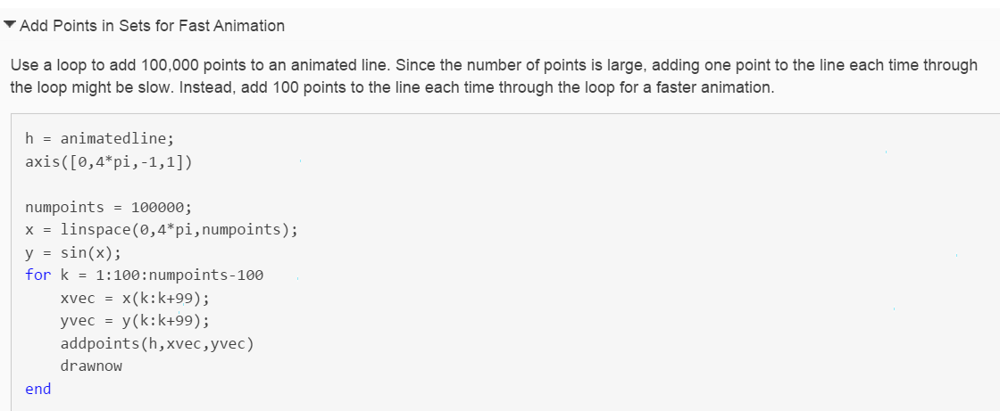 Add Points in Sets for Fast Animation
Use a loop to add 100,000 points to an animated line. Since the number of points is large, adding one point to the line each time through
the loop might be slow. Instead, add 100 points to the line each time through the loop for a faster animation.
h = animatedline;
axis([0,4*pi,-1,1])
numpoints = 100000;
x = linspace(0,4*pi,numpoints);
y = sin(x);
for k = 1:100:numpoints-100
    xvec = x(k:k+99);
    yvec = y(k:k+99);
    addpoints(h,xvec,yvec)
    drawnow
end